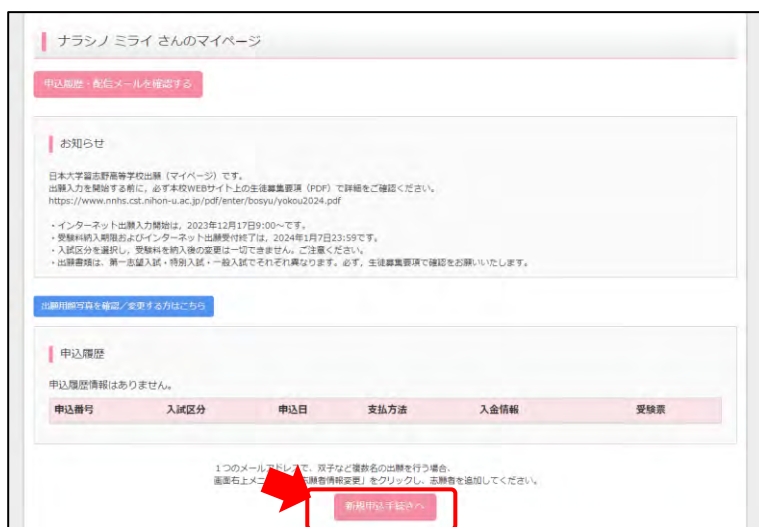 ナラシノ ミライ さんのマイページ
申込履歴・配信メールを確認する
お知らせ
日本大学習志野高等学校出願（マイページ）です。
出願入力を開始する前に，必ず本校WEBサイト上の生徒募集要項（PDF）で詳細をご確認ください。
https://www.nnhs.cst.nihon-u.ac.jp/pdf/enter/bosyu/yokou2024.pdf
・インターネット出願入力開始は，2023年12月17日9:00～です。
・受験料納入期限およびインターネット出願受付終了は，2024年1月7日23:59です。
・入試区分を選択し，受験料を納入後の変更は一切できません。ご注意ください。
・出願書類は，第一志望入試・特別入試・一般入試でそれぞれ異なります。必ず，生徒募集要項で確認をお願いいたします。
出願用顔写真を確認／変更する方はこちら
申込履歴
申込履歴情報はありません。
申込番号 入試区分 申込日 支払方法 入金情報 受験票
１つのメールアドレスで、双子など複数名の出願を行う場合、
画面右上メニ 志願者情報変更」をクリックし、志願者を追加してください。
新規申込手続きへ